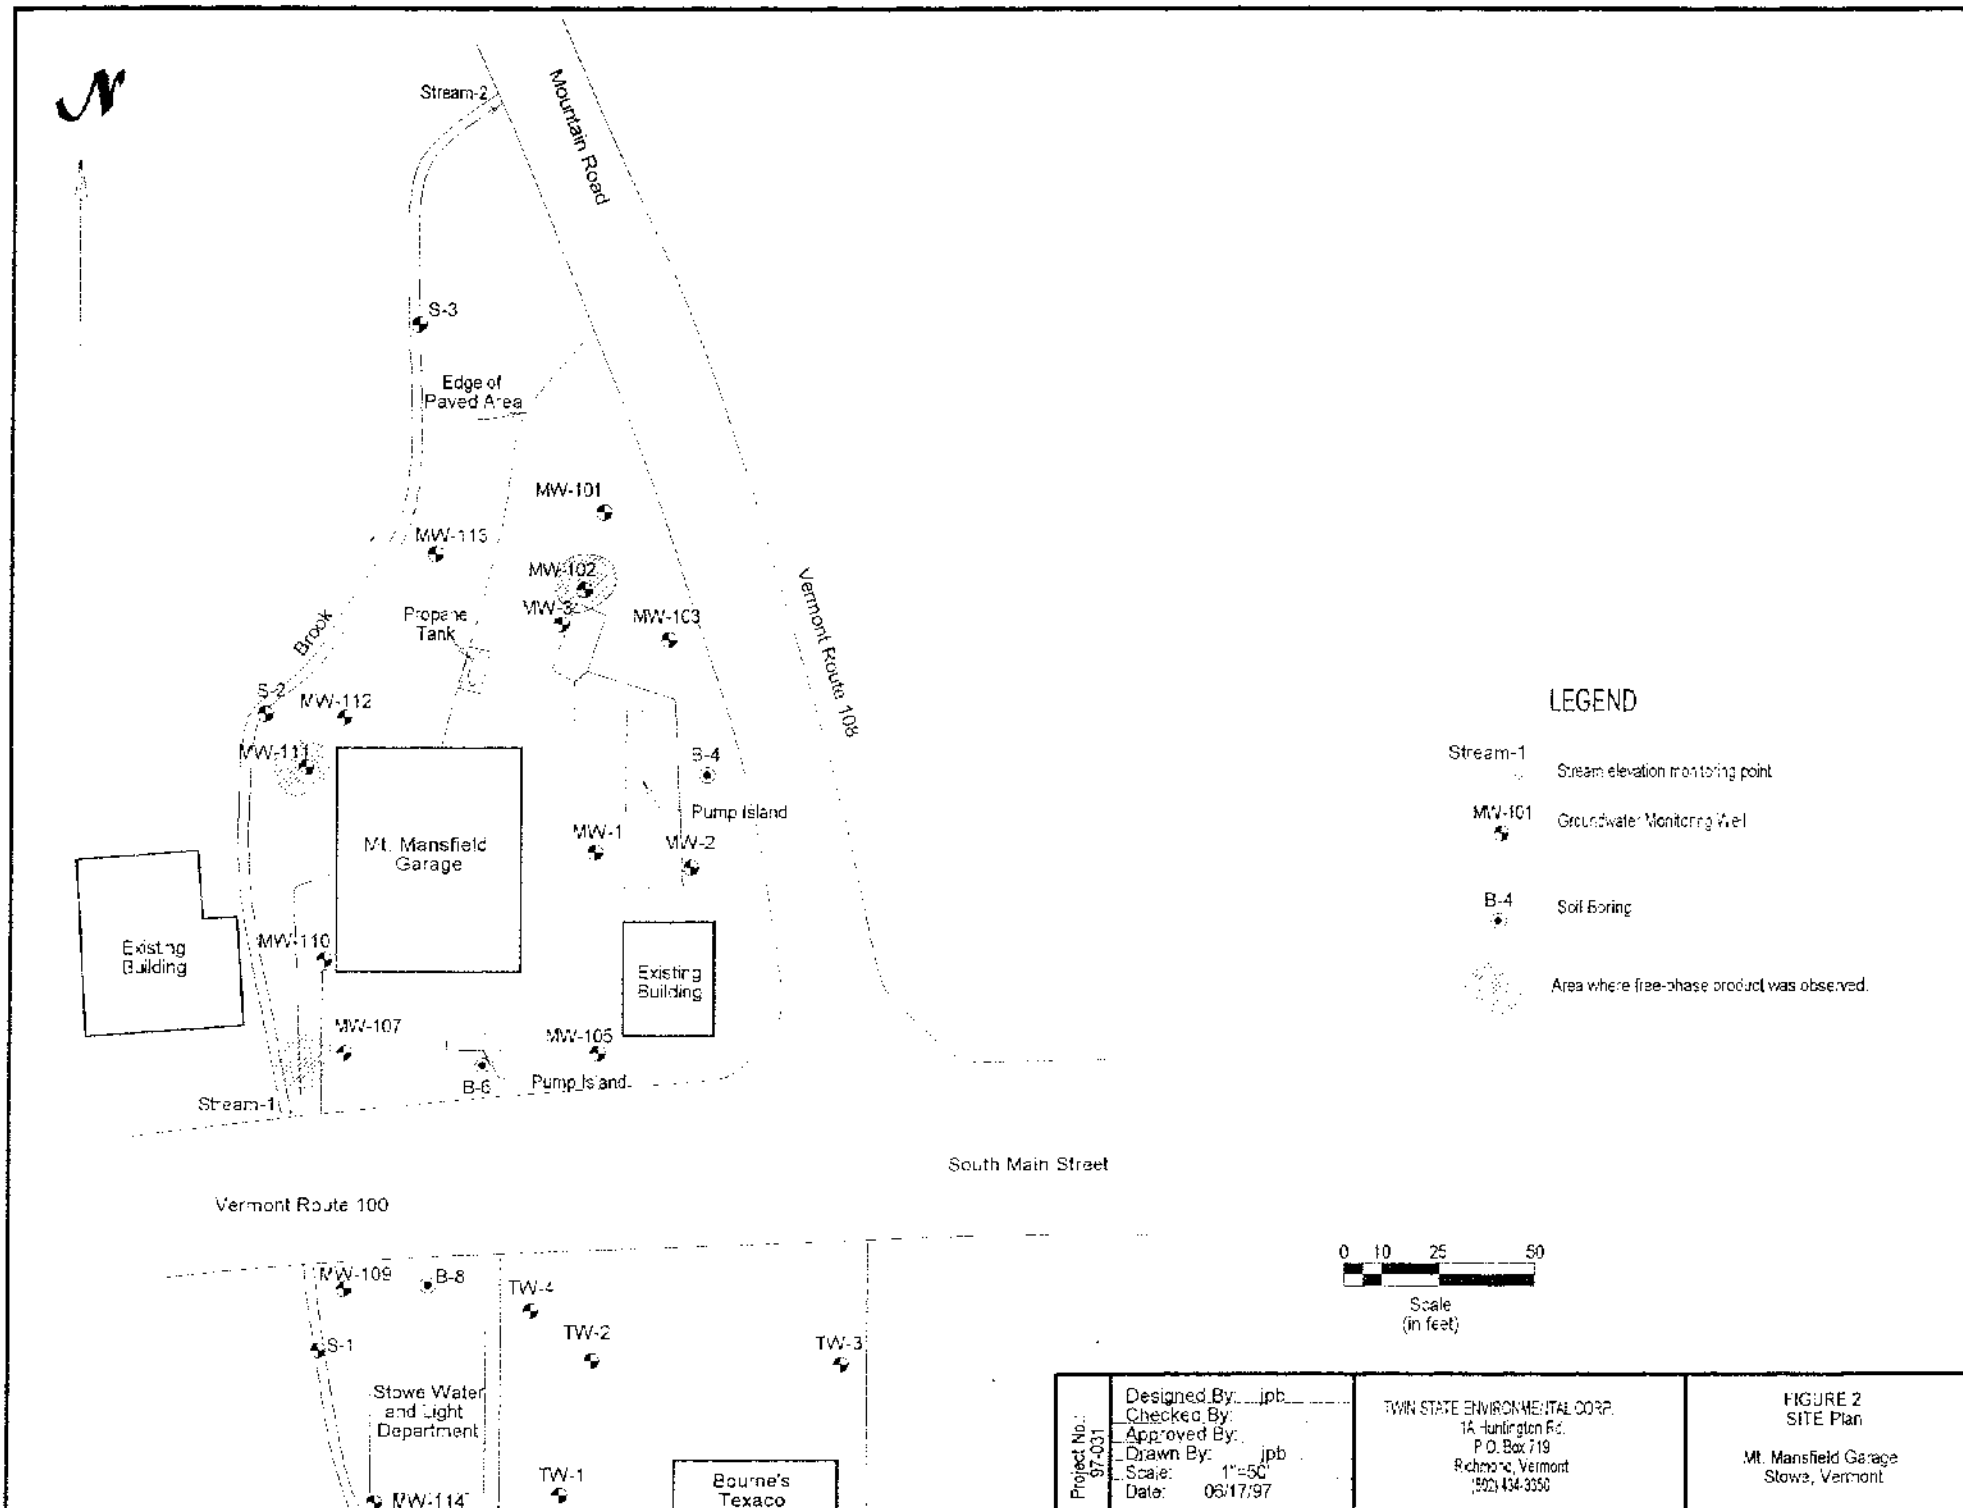 N
Stream-2
Mountain Road
S-3
Edge of
Paved Area
MW-101
MW-113
MW-102
MW-3
MW-103
Propane
Tank
Brook
Vermont Route 108
S-2
MW-112
MW-111
B-4
Pump Island
MW-1
MW-2
Mt. Mansfield
Garage
Existing
Building
MW-110
Existing
Building
MW-107
MW-105
B-6
Pump Island
Stream-1
South Main Street
Vermont Route 100
MW-109
B-8
TW-4
TW-2
TW-3
S-1
Stowe Water
and Light
Department
TW-1
MW-114
Bourne's
Texaco
LEGEND
Stream-1
Stream elevation monitoring point
MW-101
Groundwater Monitoring Well
B-4
Soil Boring
Area where free-phase product was observed.
0 10 25 50
Scale
(in feet)
Project No.:
97-031
Designed By: jpb
Checked By:
Approved By:
Drawn By: jpb
Scale: 1"=50'
Date: 06/17/97
TWIN STATE ENVIRONMENTAL CORP.
1A Huntington Rd.
P.O. Box 719
Richmond, Vermont
(802) 434-3350
FIGURE 2
SITE Plan
Mt. Mansfield Garage
Stowe, Vermont